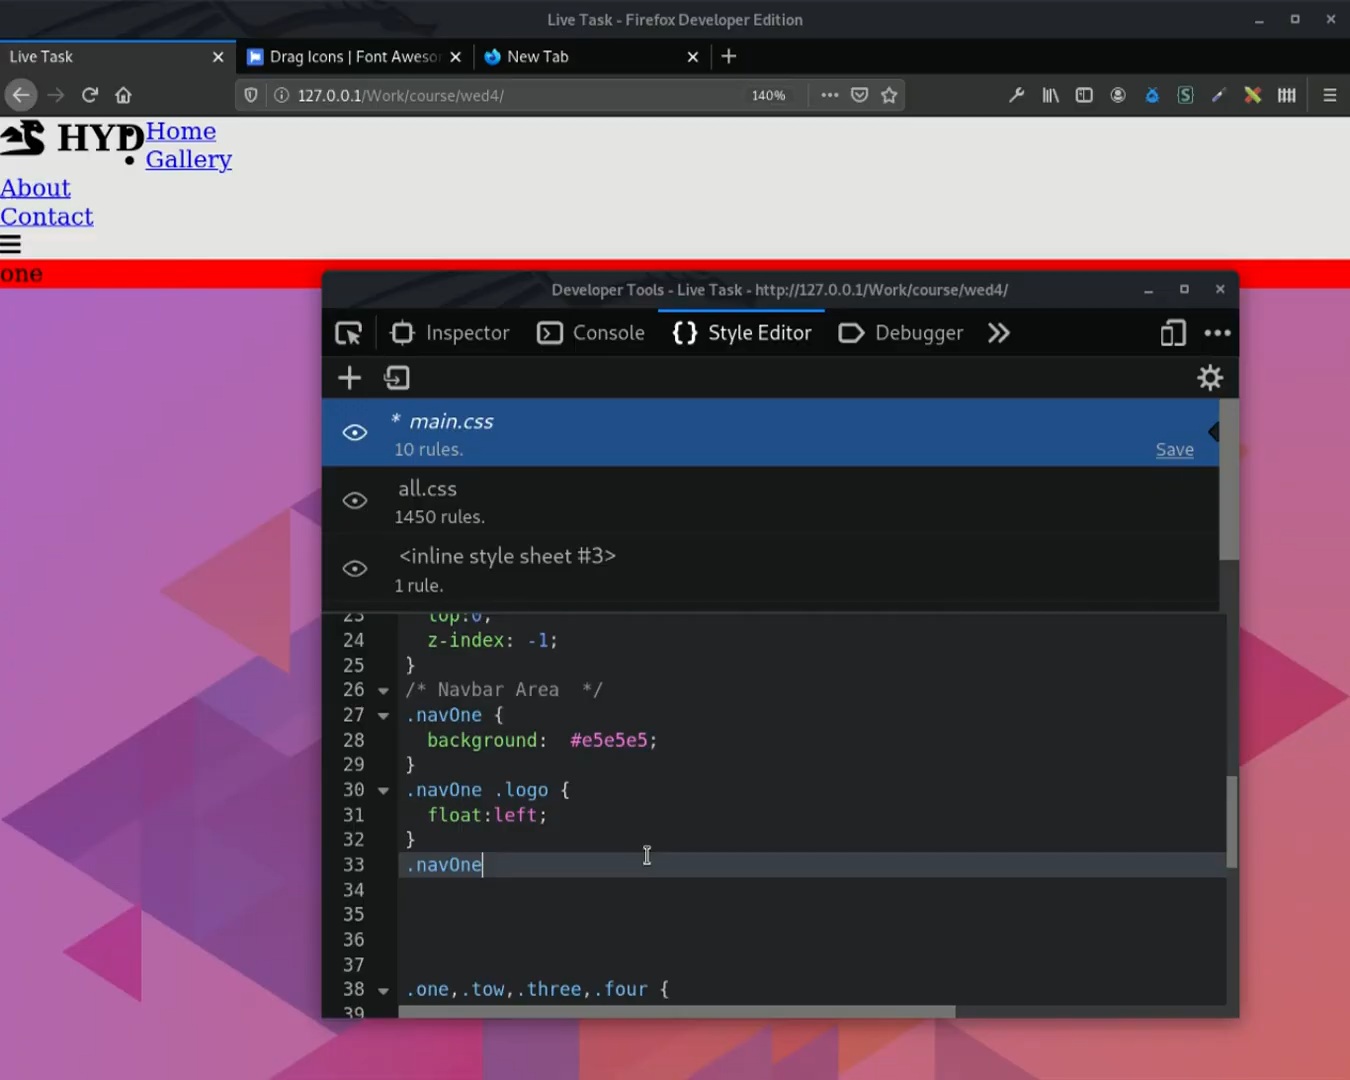 Live Task - Firefox Developer Edition
Live Task
Drag Icons | Font Aweso
New Tab
127.0.0.1/Work/course/wed4/
140%
HYD
Home
Gallery
About
Contact
one
Developer Tools - Live Task - http://127.0.0.1/Work/course/wed4/
Inspector
Console
{} Style Editor
Debugger
* main.css
10 rules.
Save
all.css
1450 rules.
<inline style sheet #3>
1 rule.
23 top:0;
24 z-index: -1;
25 }
26 /* Navbar Area */
27 .navOne {
28 background: #e5e5e5;
29 }
30 .navOne .logo {
31 float:left;
32 }
33 .navOne
34
35
36
37
38 .one,.tow,.three,.four {
39